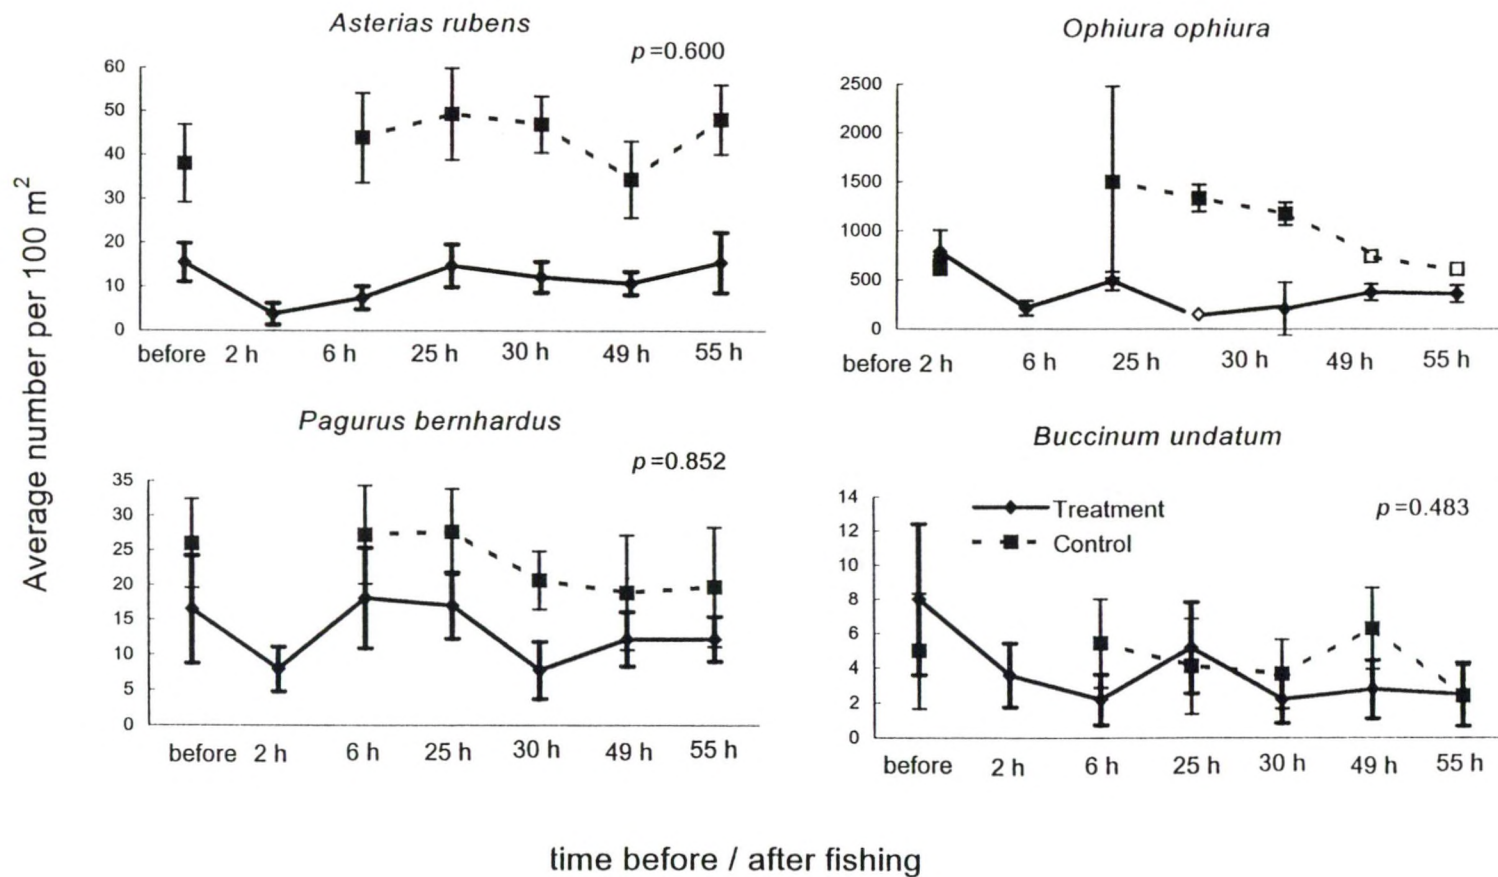 Asterias rubens
p=0.600
60
50
40
30
20
10
0
before 2 h 6 h 25 h 30 h 49 h 55 h
Ophiura ophiura
2500
2000
1500
1000
500
0
before 2 h 6 h 25 h 30 h 49 h 55 h
Average number per 100 m²
Pagurus bernhardus
p=0.852
35
30
25
20
15
10
5
0
before 2 h 6 h 25 h 30 h 49 h 55 h
Buccinum undatum
p=0.483
Treatment
Control
14
12
10
8
6
4
2
0
before 2 h 6 h 25 h 30 h 49 h 55 h
time before / after fishing